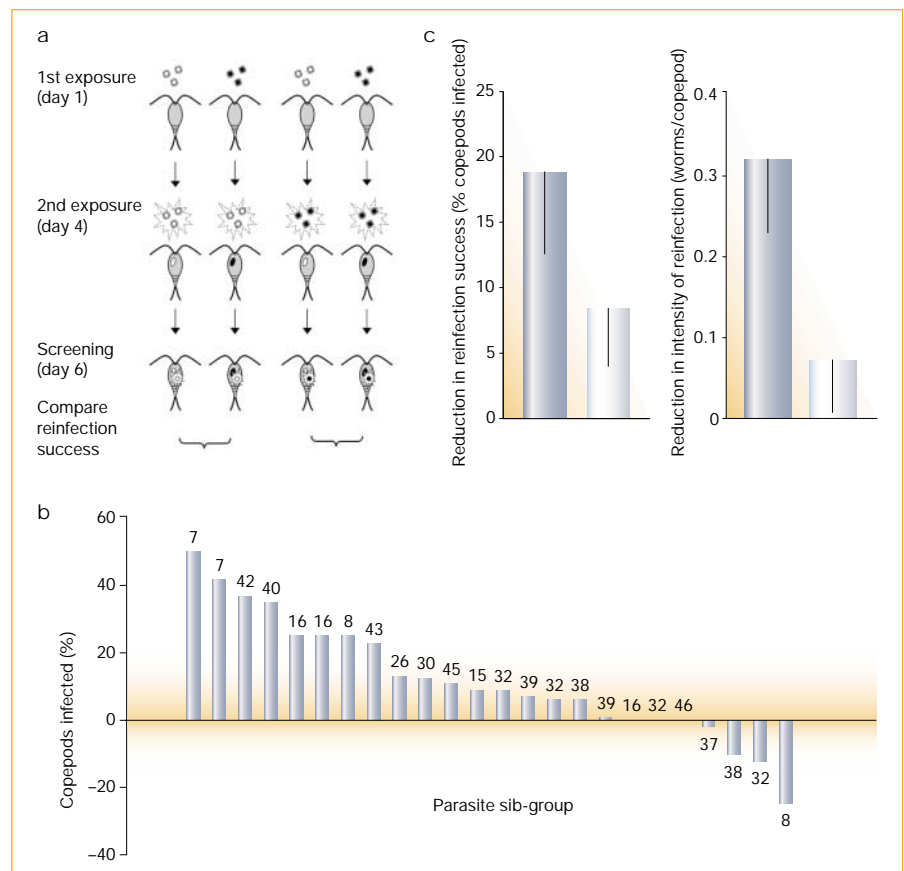 a
1st exposure
(day 1)
2nd exposure
(day 4)
Screening
(day 6)
Compare
reinfection
success
c
Reduction in reinfection success (% copepods infected)
25
20
15
10
5
0
Reduction in intensity of reinfection (worms/copepod)
0.4
0.3
0.2
0.1
0
b
Copepods infected (%)
60
40
20
0
−20
−40
7 7 42 40 16 16 8 43 26 30 45 15 32 39 32 38 39 16 32 46
37 38 32 8
Parasite sib-group